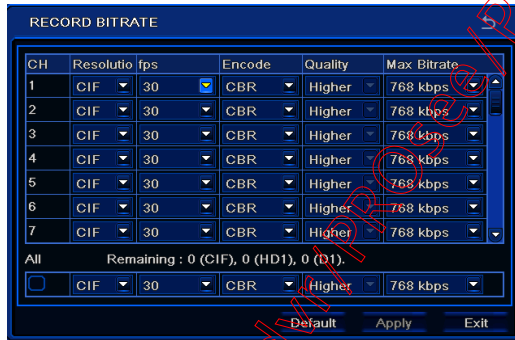 RECORD BITRATE
CH Resolutio fps Encode Quality Max Bitrate
1 CIF 30 CBR Higher 768 kbps
2 CIF 30 CBR Higher 768 kbps
3 CIF 30 CBR Higher 768 kbps
4 CIF 30 CBR Higher 768 kbps
5 CIF 30 CBR Higher 768 kbps
6 CIF 30 CBR Higher 768 kbps
7 CIF 30 CBR Higher 768 kbps
All Remaining : 0 (CIF), 0 (HD1), 0 (D1).
CIF 30 CBR Higher 768 kbps
Default Apply Exit